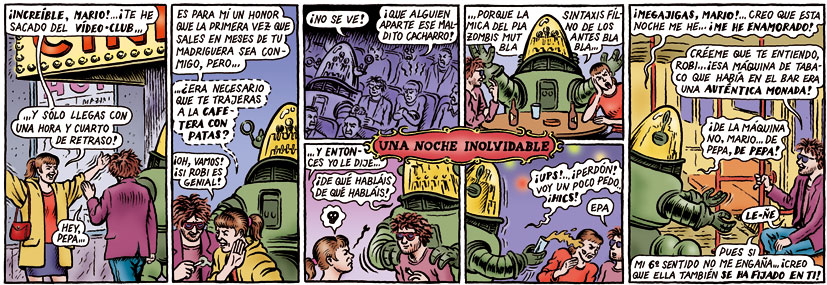 ¡INCREÍBLE, MARIO!...¡TE HE
SACADO DEL VÍDEO-CLUB...
...Y SÓLO LLEGAS CON
UNA HORA Y CUARTO
DE RETRASO!
HEY,
PEPA...
ES PARA MÍ UN HONOR
QUE LA PRIMERA VEZ QUE
SALES EN MESES DE TU
MADRIGUERA SEA CON-
MIGO, PERO...
...¿ERA NECESARIO
QUE TE TRAJERAS
A LA CAFE-
TERA CON
PATAS?
¡OH, VAMOS!
¡SI ROBI ES
GENIAL!
¡NO SE VE!
¡QUE ALGUIEN
APARTE ESE MAL-
DITO CACHARRO!
...PORQUE LA
MICA DEL PLA
ZOMBIS MUT
BLA
SINTAXIS FÍL-
NO DE LOS
ANTES BLA
BLA...
UNA NOCHE INOLVIDABLE
...Y ENTON-
CES YO LE DIJE...
¡DE QUÉ HABLÁIS,
DE QUÉ HABLÁIS!
¡UPS!...¡PERDÓN!
VOY UN POCO PEDO...
¡HICS!
EPA
¡MEGAJIGAS, MARIO!... CREO QUE ESTA
NOCHE ME HE... ¡ME HE ENAMORADO!
CRÉEME QUE TE ENTIENDO,
ROBI...¡ESA MÁQUINA DE TABA-
CO QUE HABÍA EN EL BAR ERA
UNA AUTÉNTICA MONADA!
¡DE LA MÁQUINA
NO, MARIO... DE
PEPA, DE PEPA!
LE-ÑE
PUES SI
MI 6º SENTIDO NO ME ENGAÑA...¡CREO
QUE ELLA TAMBIÉN SE HA FIJADO EN TI!